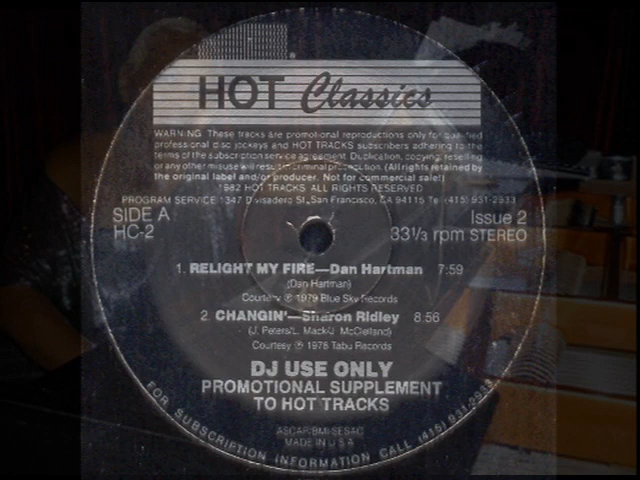 HOT Classics
WARNING: These tracks are promotional reproductions only for qualified
professional disc jockeys and HOT TRACKS subscribers adhering to the
terms of the subscription service agreement. Duplication, copying, reselling
or any other misuse will result in criminal prosecution. (All rights retained by
the original label and/or producer. Not for commercial sale!)
1982 HOT TRACKS ALL RIGHTS RESERVED
PROGRAM SERVICE 1347 Divisadero St., San Francisco, CA 94115 Tel (415) 931-2933
SIDE A
HC-2
Issue 2
33⅓ rpm STEREO
1. RELIGHT MY FIRE—Dan Hartman 7:59
(Dan Hartman)
Courtesy ℗ 1979 Blue Sky Records
2. CHANGIN'—Sharon Ridley 8:56
(J. Peters/L. Mack/J. McClelland)
Courtesy ℗ 1978 Tabu Records
DJ USE ONLY
PROMOTIONAL SUPPLEMENT
TO HOT TRACKS
ASCAP/BMI-SESAC
MADE IN U S A
FOR SUBSCRIPTION INFORMATION CALL (415) 931-2933